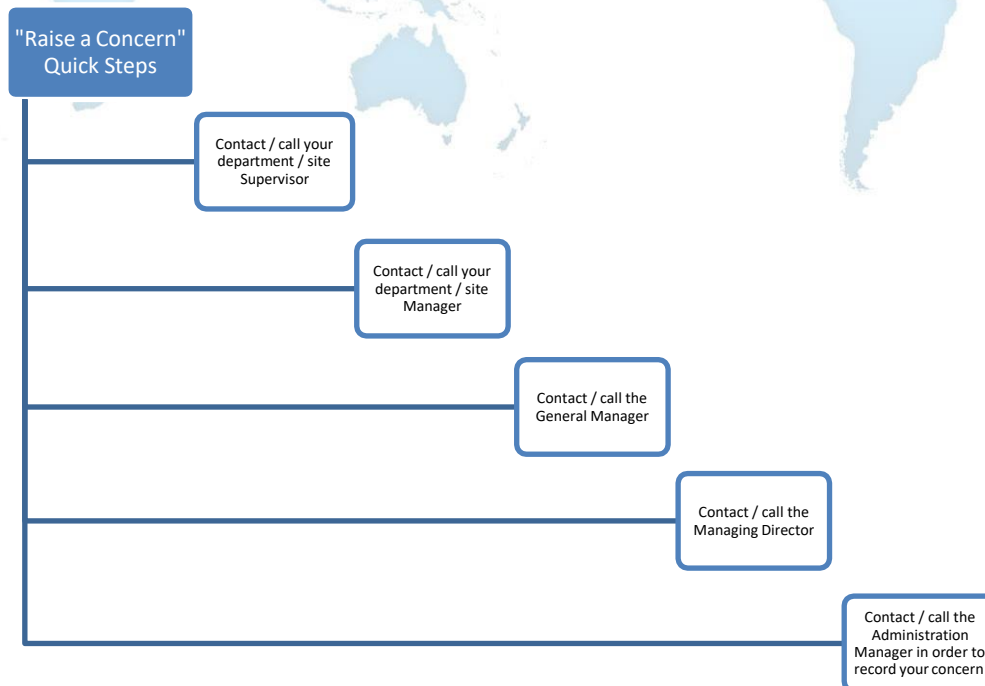 "Raise a Concern"
Quick Steps
Contact / call your
department / site
Supervisor
Contact / call your
department / site
Manager
Contact / call the
General Manager
Contact / call the
Managing Director
Contact / call the
Administration
Manager in order to
record your concern